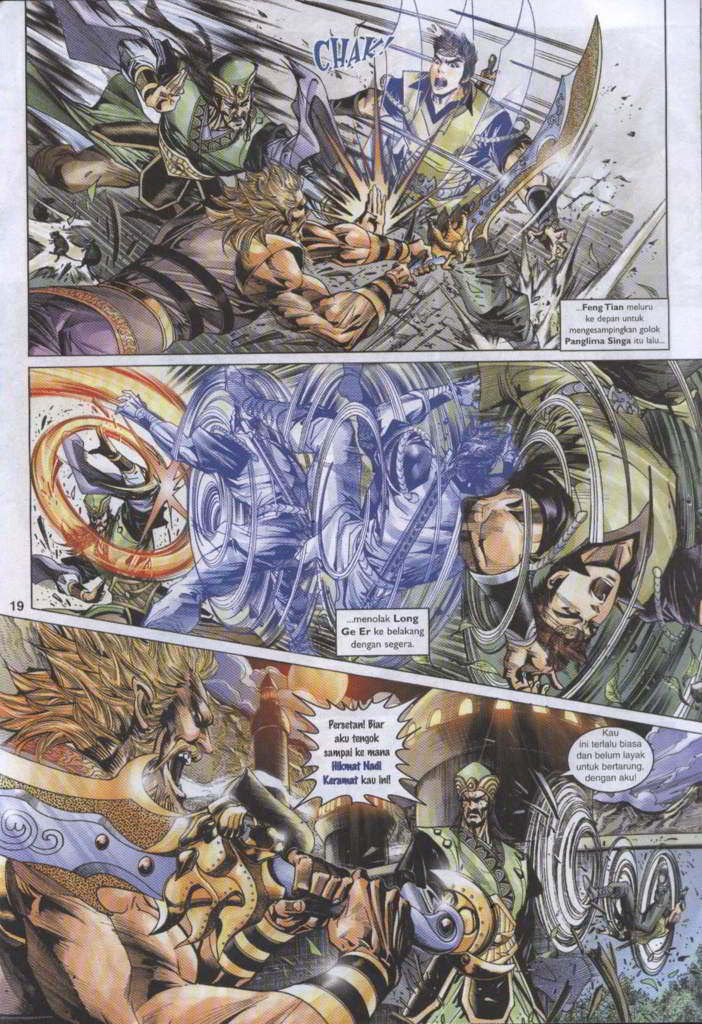 CHAK!
...Feng Tian meluru
ke depan untuk
mengesampingkan golok
Panglima Singa itu lalu...
...menolak Long
Ge Er ke belakang
dengan segera.
19
Persetan! Biar
aku tengok
sampai ke mana
Hikmat Nadi
Keramat kau ini!
Kau
ini terlalu biasa
dan belum layak
untuk bertarung,
dengan aku!